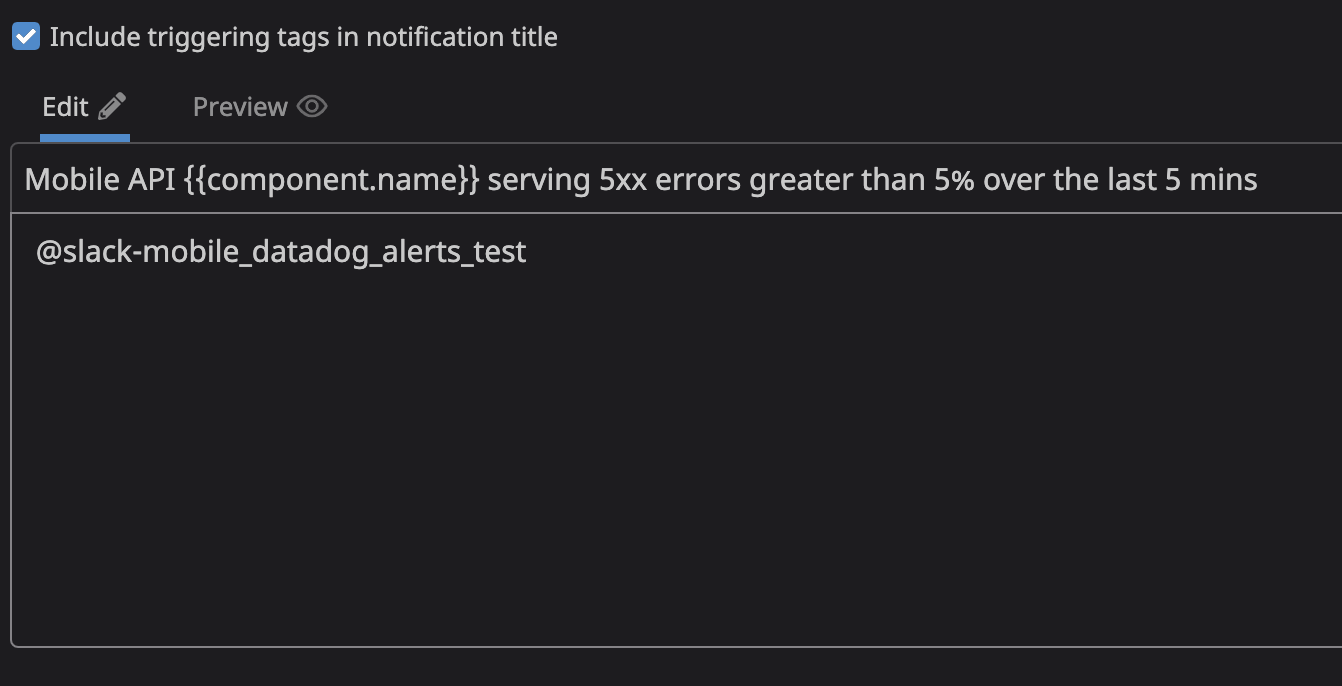 Include triggering tags in notification title
Edit Preview
Mobile API {{component.name}} serving 5xx errors greater than 5% over the last 5 mins
@slack-mobile_datadog_alerts_test